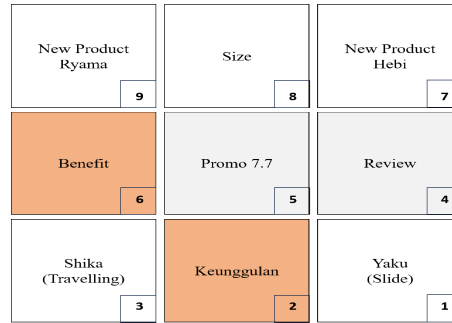 New Product
Ryama
9
Size
8
New Product
Hebi
7
Benefit
6
Promo 7.7
5
Review
4
Shika
(Travelling)
3
Keunggulan
2
Yaku
(Slide)
1